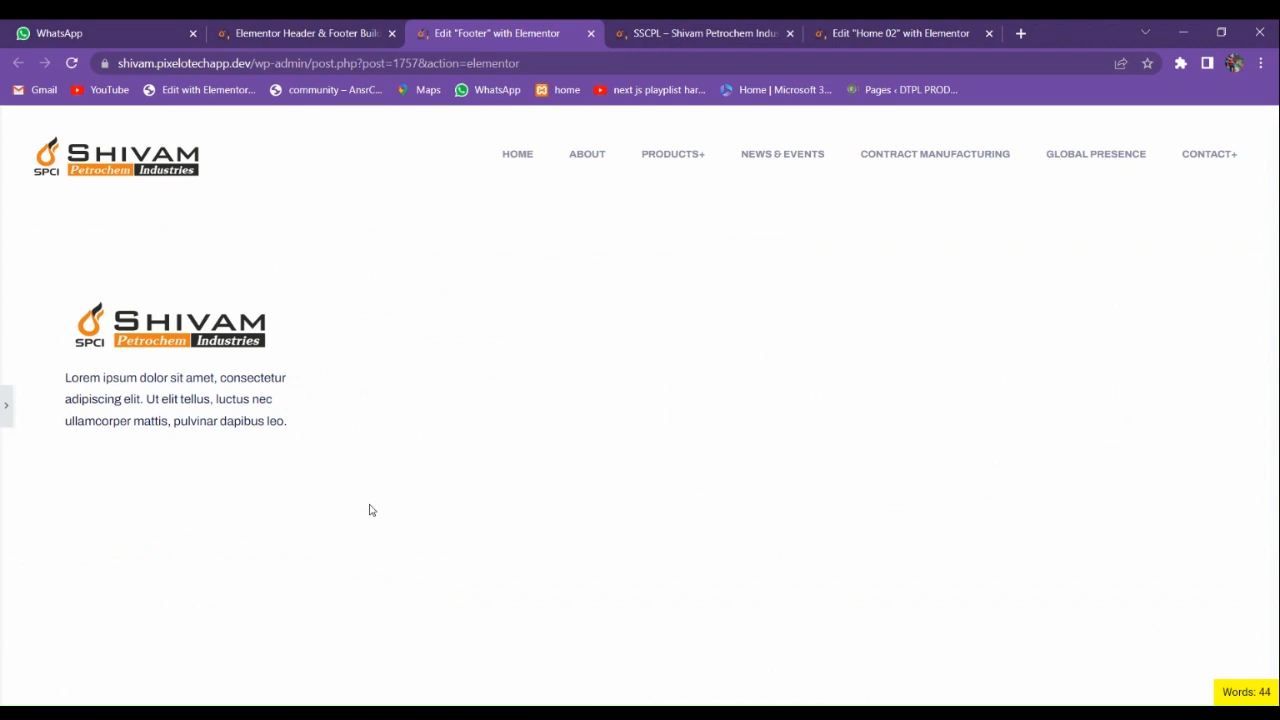 WhatsApp
Elementor Header & Footer Buil
Edit "Footer" with Elementor
SSCPL – Shivam Petrochem Indus
Edit "Home 02" with Elementor
shivam.pixelotechapp.dev/wp-admin/post.php?post=1757&action=elementor
Gmail
YouTube
Edit with Elementor...
community – AnsrC...
Maps
WhatsApp
home
next js playplist har...
Home | Microsoft 3...
Pages ‹ DTPL PROD...
SHIVAM
SPCI Petrochem Industries
HOME
ABOUT
PRODUCTS+
NEWS & EVENTS
CONTRACT MANUFACTURING
GLOBAL PRESENCE
CONTACT+
SHIVAM
SPCI Petrochem Industries
Lorem ipsum dolor sit amet, consectetur
adipiscing elit. Ut elit tellus, luctus nec
ullamcorper mattis, pulvinar dapibus leo.
Words: 44